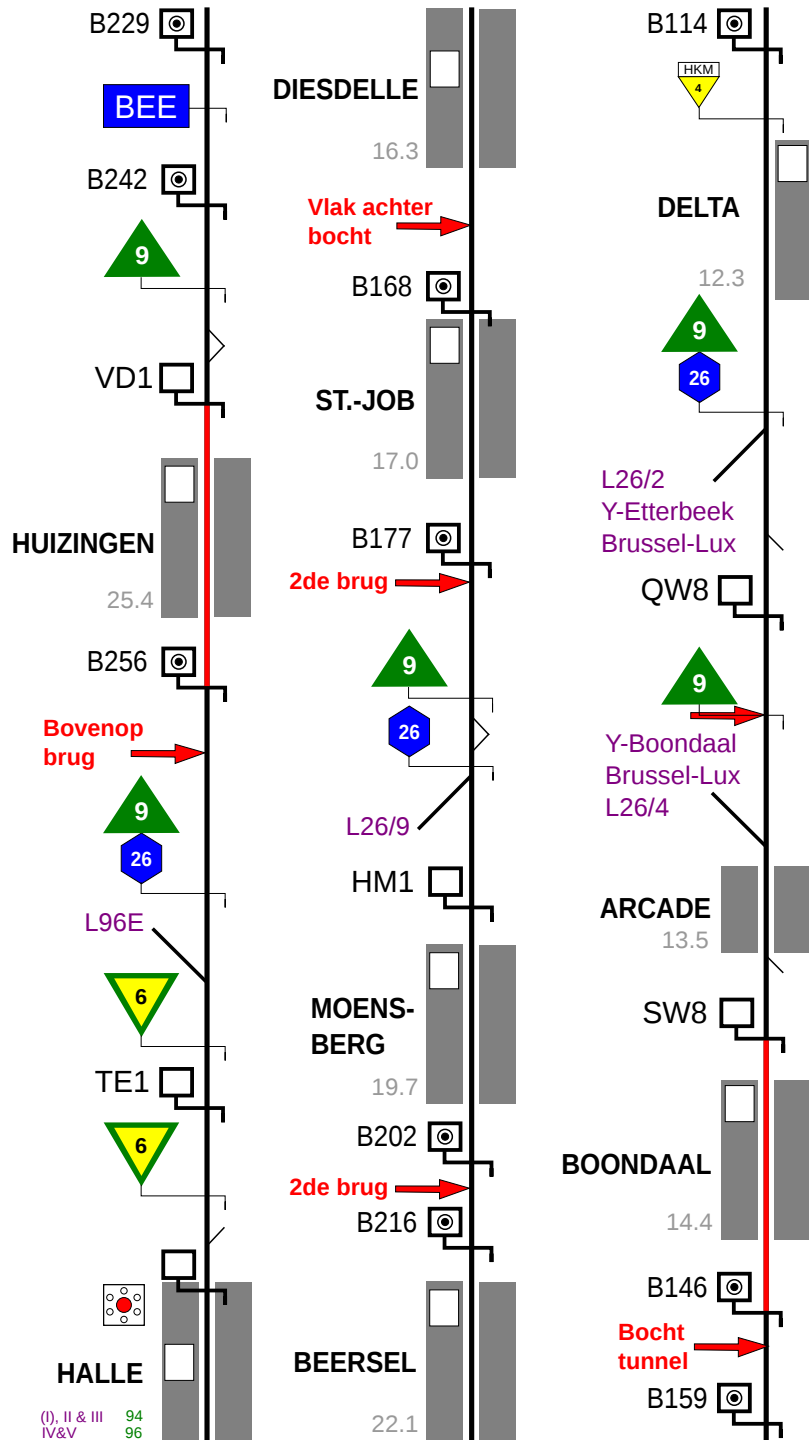 B229
BEE
B242
9
VD1
HUIZINGEN
25.4
B256
Bovenop
brug
9
26
L96E
6
TE1
6
HALLE
(I), II & III 94
IV&V 96
DIESDELLE
16.3
Vlak achter
bocht
B168
ST.-JOB
17.0
B177
2de brug
9
26
L26/9
HM1
MOENS-
BERG
19.7
B202
2de brug
B216
BEERSEL
22.1
B114
HKM
4
DELTA
12.3
9
26
L26/2
Y-Etterbeek
Brussel-Lux
QW8
9
Y-Boondaal
Brussel-Lux
L26/4
ARCADE
13.5
SW8
BOONDAAL
14.4
B146
Bocht
tunnel
B159